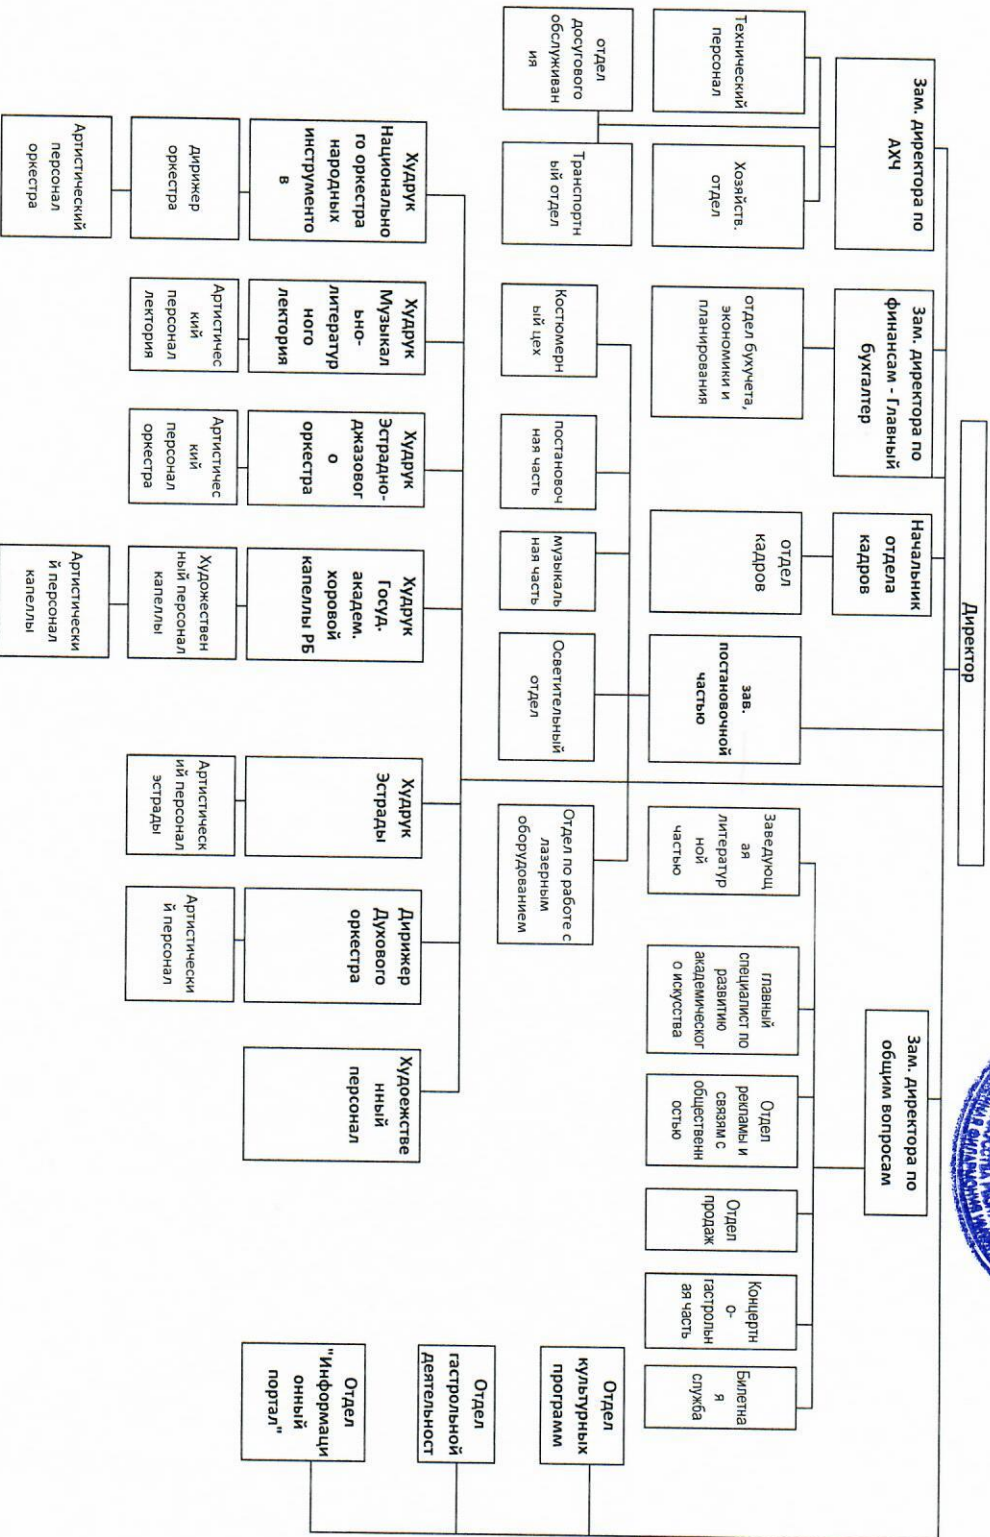 Директор
Зам. директора по
АХЧ
Зам. директора по
финансам - Главный
бухгалтер
Начальник
отдела
кадров
Зам. директора по
общим вопросам
Технический
персонал
Хозяйств.
отдел
отдел бухучета,
экономики и
планирования
отдел
кадров
зав.
постановочной
частью
Заведующ
ая
литератур
ной
частью
главный
специалист по
развитию
академическог
о искусства
Отдел
рекламы и
связям с
общественн
остью
Отдел
продаж
Концертн
о-
гастрольн
ая часть
Билетна
я
служба
отдел
досугового
обслуживан
ия
Транспортн
ый отдел
Костюмерн
ый цех
постановоч
ная часть
музыкаль
ная часть
Осветительный
отдел
Отдел по работе с
лазерным
оборудованием
Отдел
культурных
программ
Отдел
гастрольной
деятельност
Отдел
"Информаци
онный
портал"
Худрук
Национально
го оркестра
народных
инструменто
в
Худрук
Музыкал
ьно-
литератур
ного
лектория
Худрук
Эстрадно-
джазовог
о
оркестра
Худрук
Госуд.
академ.
хоровой
капеллы РБ
Худрук
Эстрады
Дирижер
Духового
оркестра
Худоежстве
нный
персонал
дирижер
оркестра
Артистичес
кий
персонал
лектория
Артистичес
кий
персонал
оркестра
Художествен
ный персонал
капеллы
Артистическ
ий персонал
эстрады
Артистически
й персонал
Артистический
персонал
оркестра
Артистически
й персонал
капеллы